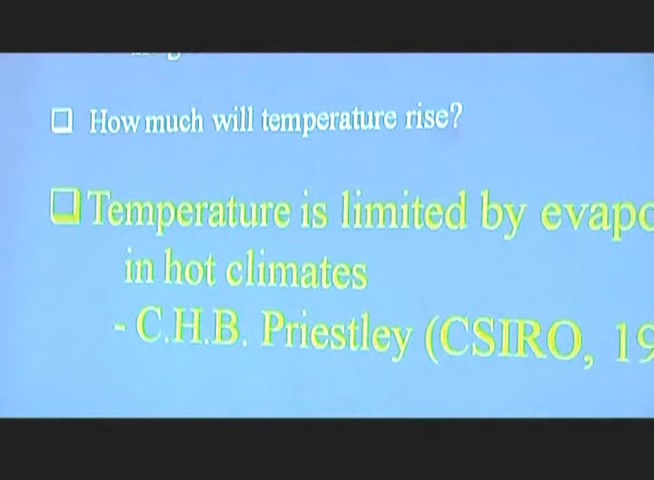 How much will temperature rise?
Temperature is limited by evapo
in hot climates
- C.H.B. Priestley (CSIRO, 19